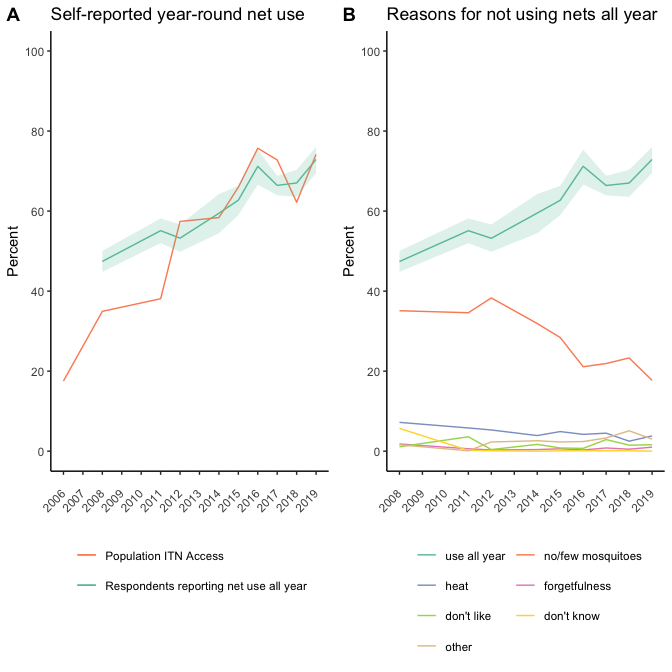 A Self-reported year-round net use
Percent
100
80
60
40
20
0
2006 2007 2008 2009 2010 2011 2012 2013 2014 2015 2016 2017 2018 2019
Population ITN Access
Respondents reporting net use all year
B Reasons for not using nets all year
Percent
100
80
60
40
20
0
2008 2009 2010 2011 2012 2013 2014 2015 2016 2017 2018 2019
use all year no/few mosquitoes
heat forgetfulness
don't like don't know
other